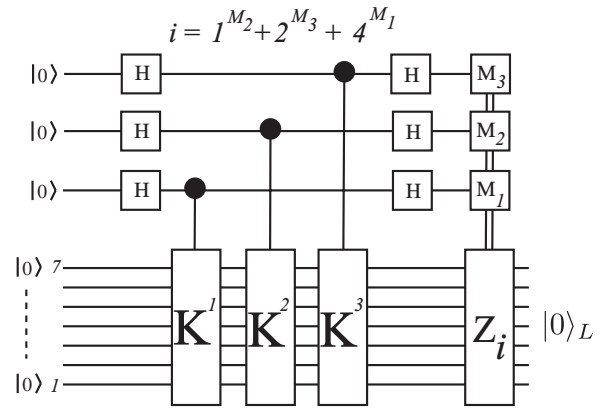 i = 1^{M_2} + 2^{M_3} + 4^{M_1}
|0⟩ H H M_3
|0⟩ H H M_2
|0⟩ H H M_1
|0⟩ 7
K^1 K^2 K^3 Z_i |0⟩_L
|0⟩ 1